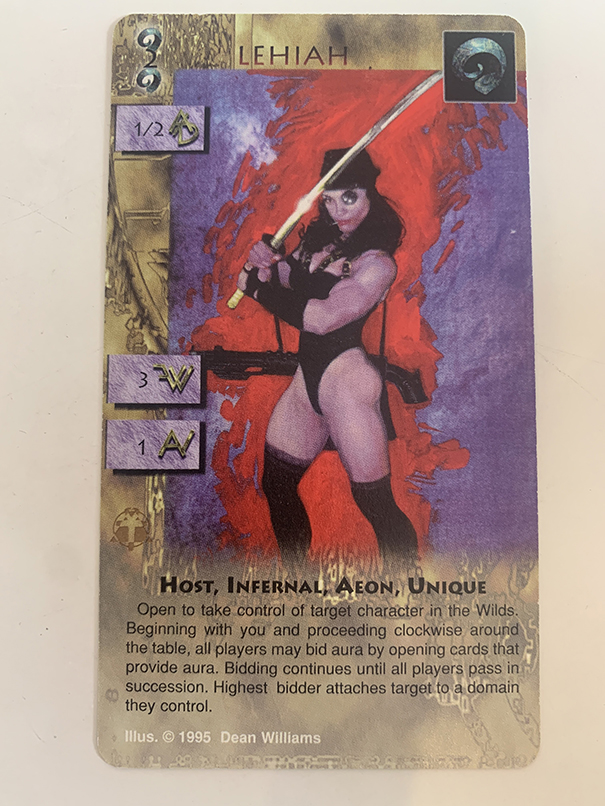 2
LEHIAH
1/2
3
1
HOST, INFERNAL, AEON, UNIQUE
Open to take control of target character in the Wilds.
Beginning with you and proceeding clockwise around
the table, all players may bid aura by opening cards that
provide aura. Bidding continues until all players pass in
succession. Highest bidder attaches target to a domain
they control.
Illus. © 1995 Dean Williams